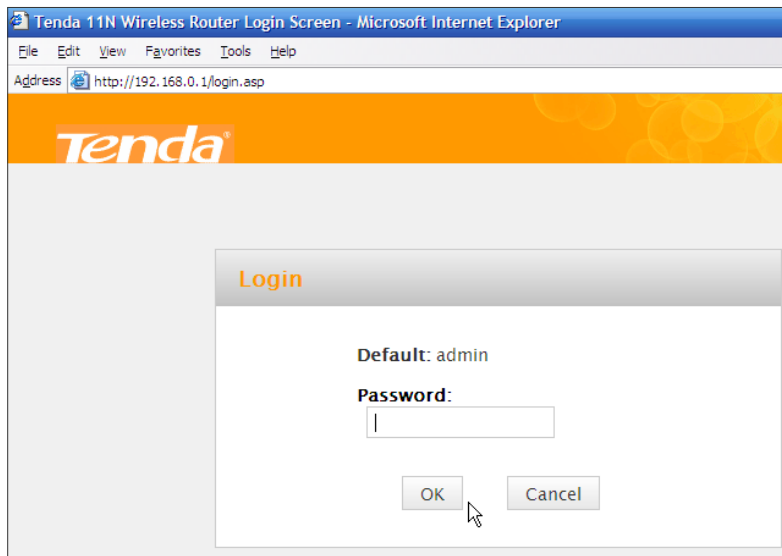 Tenda 11N Wireless Router Login Screen - Microsoft Internet Explorer
File Edit View Favorites Tools Help
Address http://192.168.0.1/login.asp
Tenda®
Login
Default: admin
Password:
OK Cancel